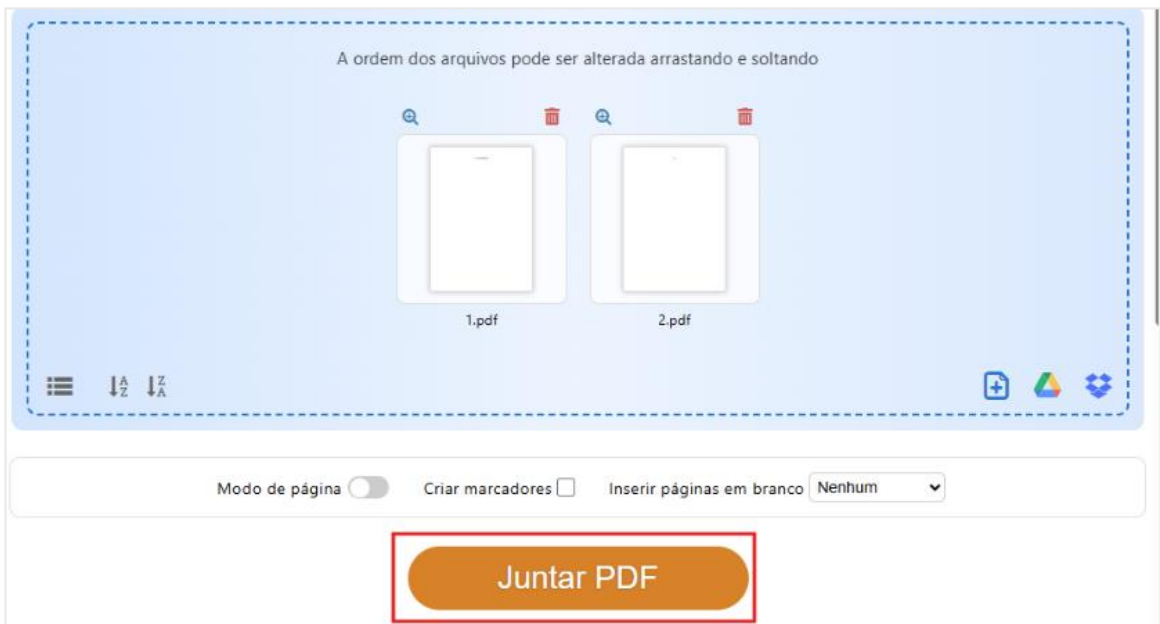 A ordem dos arquivos pode ser alterada arrastando e soltando
1.pdf 2.pdf
A Z Z A
Modo de página Criar marcadores Inserir páginas em branco Nenhum
Juntar PDF